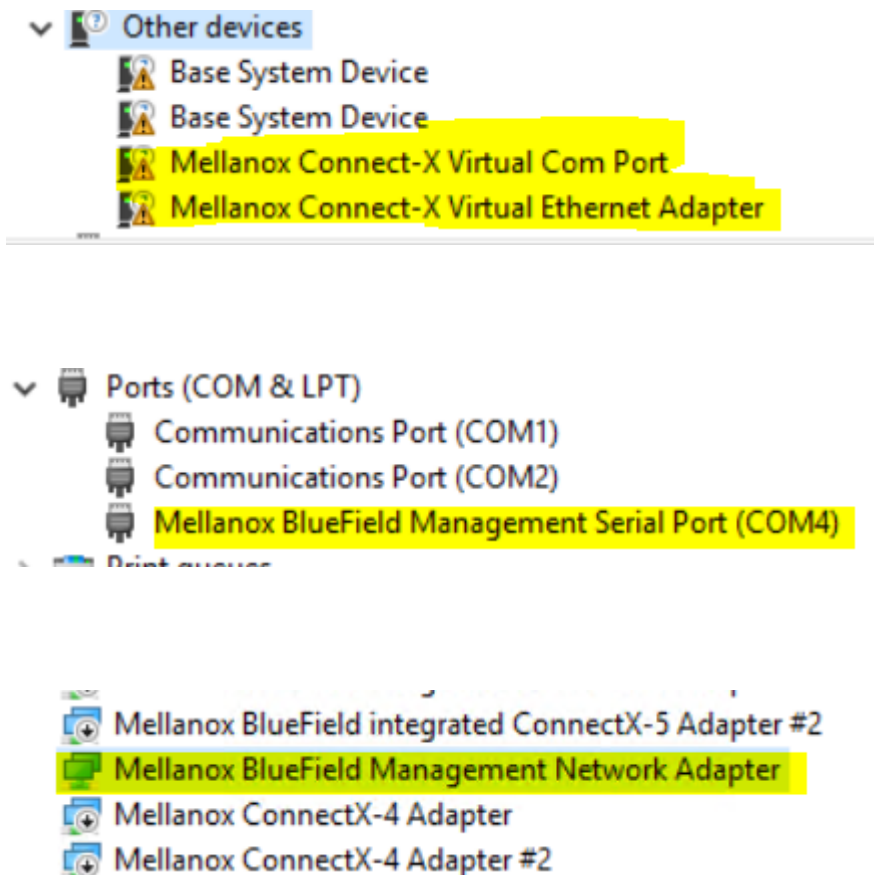 Other devices
Base System Device
Base System Device
Mellanox Connect-X Virtual Com Port
Mellanox Connect-X Virtual Ethernet Adapter
Ports (COM & LPT)
Communications Port (COM1)
Communications Port (COM2)
Mellanox BlueField Management Serial Port (COM4)
Print queues
Mellanox BlueField integrated ConnectX-5 Adapter #2
Mellanox BlueField Management Network Adapter
Mellanox ConnectX-4 Adapter
Mellanox ConnectX-4 Adapter #2